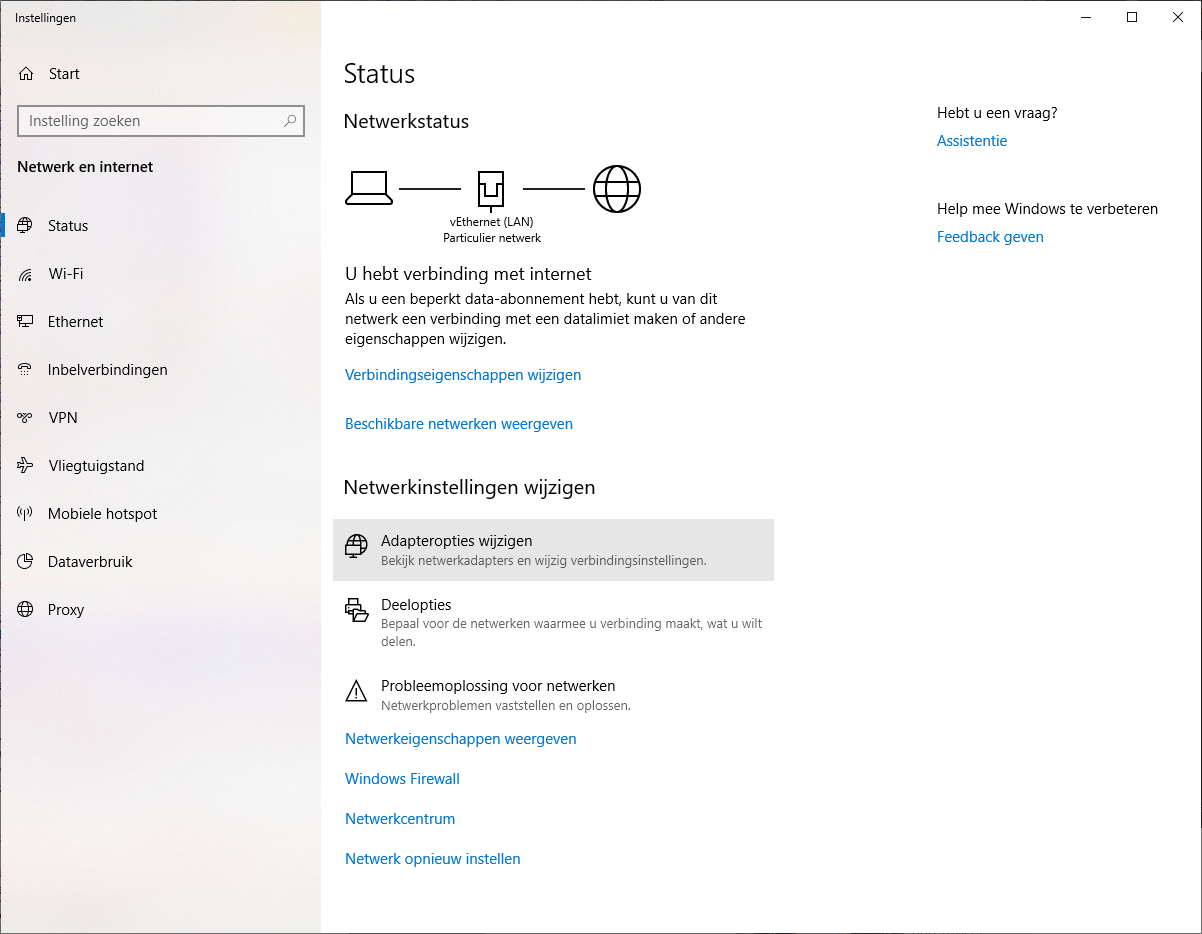 Instellingen
Start
Instelling zoeken
Netwerk en internet
Status
Wi-Fi
Ethernet
Inbelverbindingen
VPN
Vliegtuigstand
Mobiele hotspot
Dataverbruik
Proxy
Status
Netwerkstatus
vEthernet (LAN)
Particulier netwerk
U hebt verbinding met internet
Als u een beperkt data-abonnement hebt, kunt u van dit
netwerk een verbinding met een datalimiet maken of andere
eigenschappen wijzigen.
Verbindingseigenschappen wijzigen
Beschikbare netwerken weergeven
Netwerkinstellingen wijzigen
Adapteropties wijzigen
Bekijk netwerkadapters en wijzig verbindingsinstellingen.
Deelopties
Bepaal voor de netwerken waarmee u verbinding maakt, wat u wilt
delen.
Probleemoplossing voor netwerken
Netwerkproblemen vaststellen en oplossen.
Netwerkeigenschappen weergeven
Windows Firewall
Netwerkcentrum
Netwerk opnieuw instellen
Hebt u een vraag?
Assistentie
Help mee Windows te verbeteren
Feedback geven